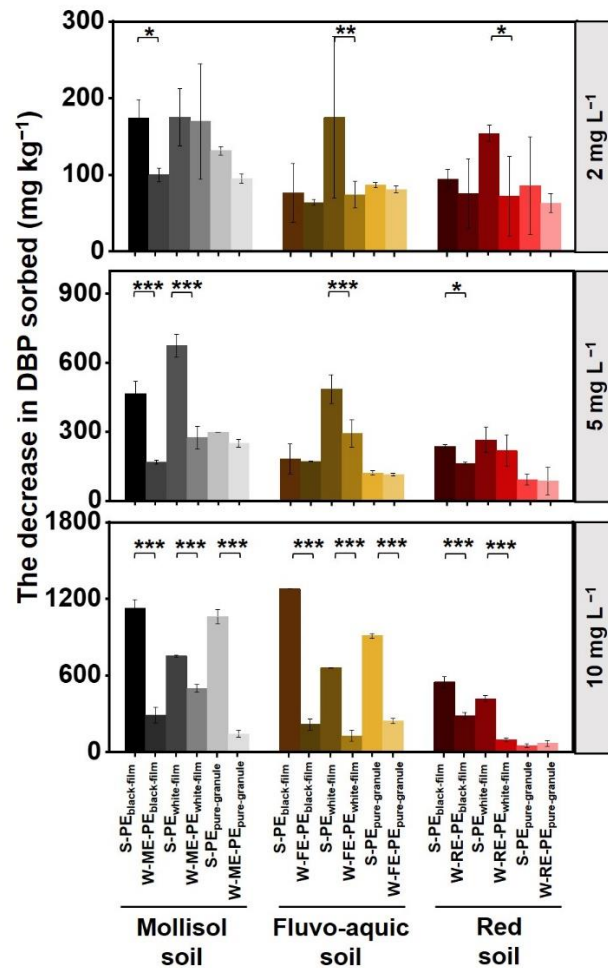 The decrease in DBP sorbed (mg kg⁻¹)
300
200
100
0
* ** *
2 mg L⁻¹
900
600
300
0
*** *** *** *
5 mg L⁻¹
1800
1200
600
0
*** *** *** *** *** *** *** ***
10 mg L⁻¹
S-PEblack-film
W-ME-PEblack-film
S-PEwhite-film
W-ME-PEwhite-film
S-PEpure-granule
W-ME-PEpure-granule
S-PEblack-film
W-FE-PEblack-film
S-PEwhite-film
W-FE-PEwhite-film
S-PEpure-granule
W-FE-PEpure-granule
S-PEblack-film
W-RE-PEblack-film
S-PEwhite-film
W-RE-PEwhite-film
S-PEpure-granule
W-RE-PEpure-granule
Mollisol
soil
Fluvo-aquic
soil
Red
soil